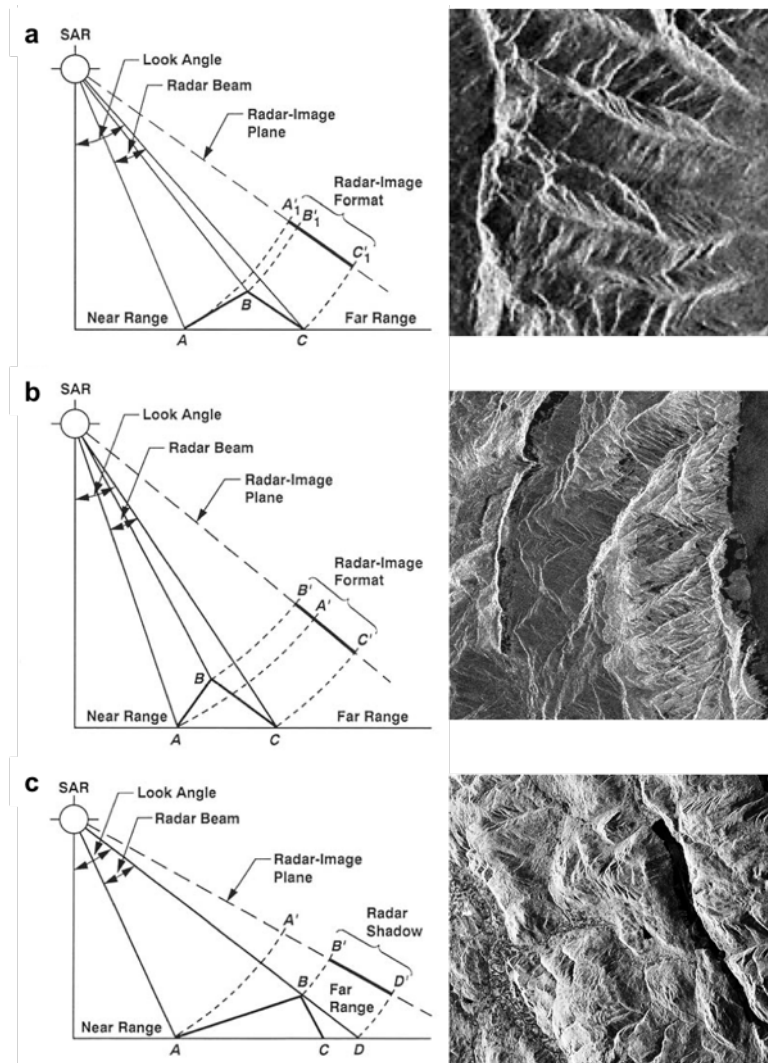 a
SAR
Look Angle
Radar Beam
Radar-Image
Plane
Radar-Image
Format
A'1
B'1
C'1
B
Near Range
Far Range
A
C
b
SAR
Look Angle
Radar Beam
Radar-Image
Plane
Radar-Image
Format
B'
A'
C'
B
Near Range
Far Range
A
C
c
SAR
Look Angle
Radar Beam
Radar-Image
Plane
A'
Radar
Shadow
B'
D'
B
Far
Range
Near Range
A
C
D